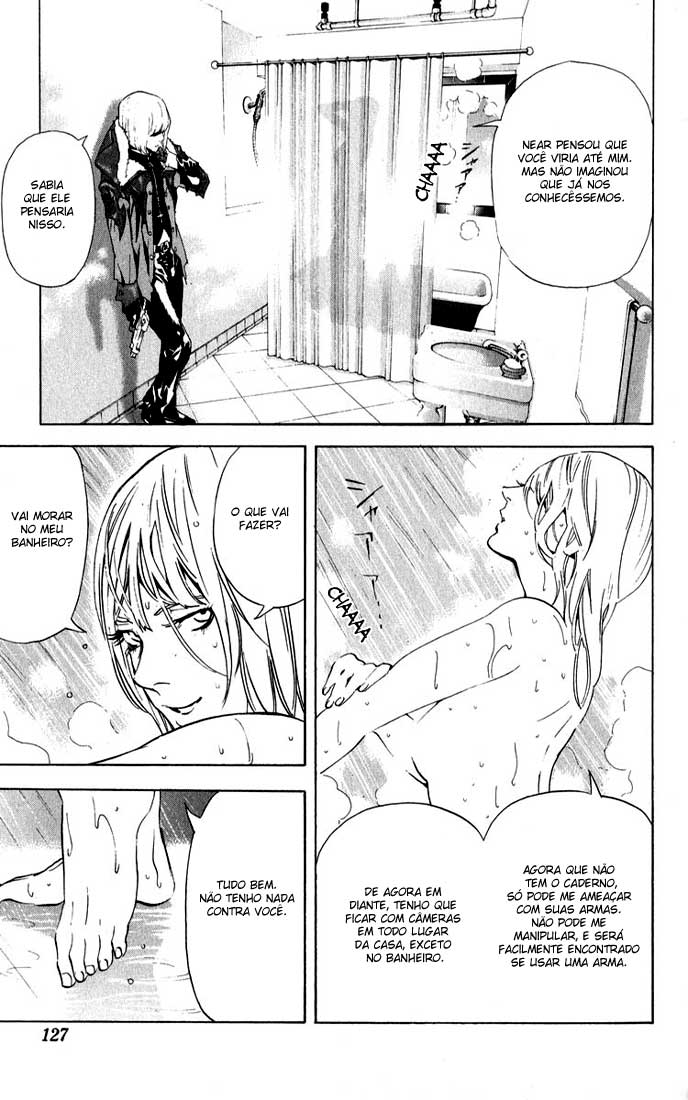 NEAR PENSOU QUE
VOCÊ VIRIA ATÉ MIM.
MAS NÃO IMAGINOU
QUE JÁ NOS
CONHECÊSSEMOS.
CHAAAA
SABIA
QUE ELE
PENSARIA
NISSO.
AGORA QUE NÃO
TEM O CADERNO,
SÓ PODE ME AMEAÇAR
COM SUAS ARMAS.
NÃO PODE ME
MANIPULAR, E SERÁ
FACILMENTE ENCONTRADO
SE USAR UMA ARMA.
CHAAAA
DE AGORA EM
DIANTE, TENHO QUE
FICAR COM CÂMERAS
EM TODO LUGAR
DA CASA, EXCETO
NO BANHEIRO.
O QUE VAI
FAZER?
VAI MORAR
NO MEU
BANHEIRO?
TUDO BEM.
NÃO TENHO NADA
CONTRA VOCÊ.
127